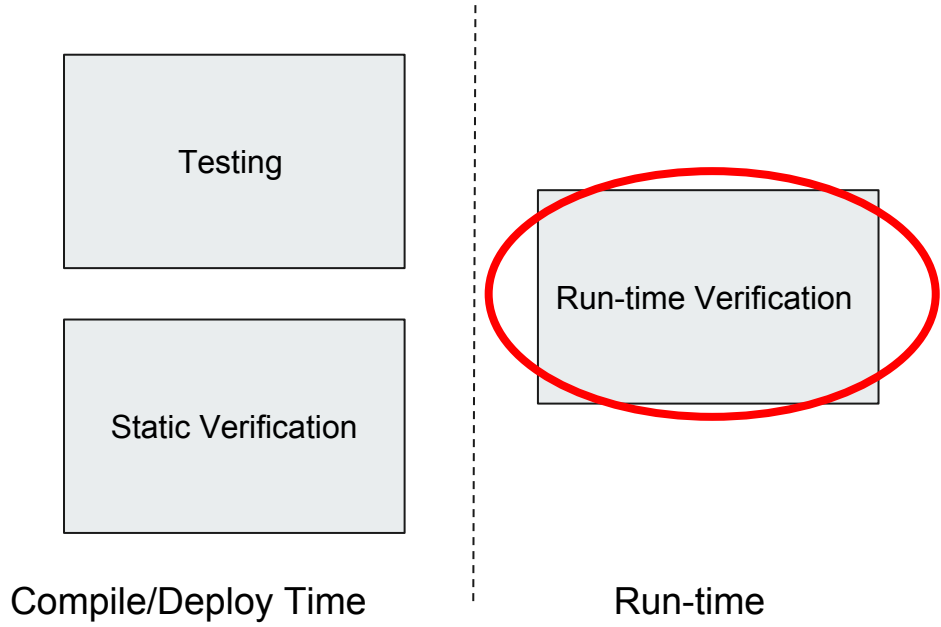 Testing
Static Verification
Compile/Deploy Time
Run-time Verification
Run-time